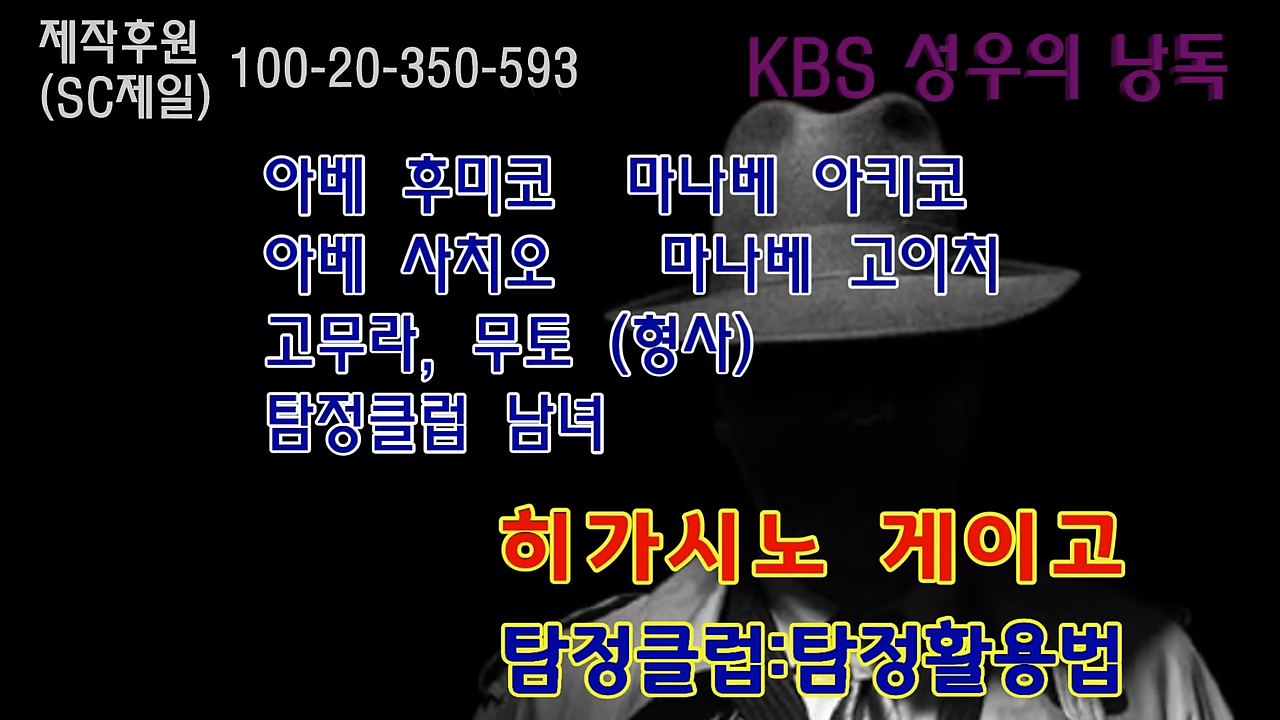 제작후원
(SC제일)
100-20-350-593
KBS 성우의 낭독
아베 후미코 마나베 아키코
아베 사치오 마나베 고이치
고무라, 무토 (형사)
탐정클럽 남녀
히가시노 게이고
탐정클럽:탐정활용법